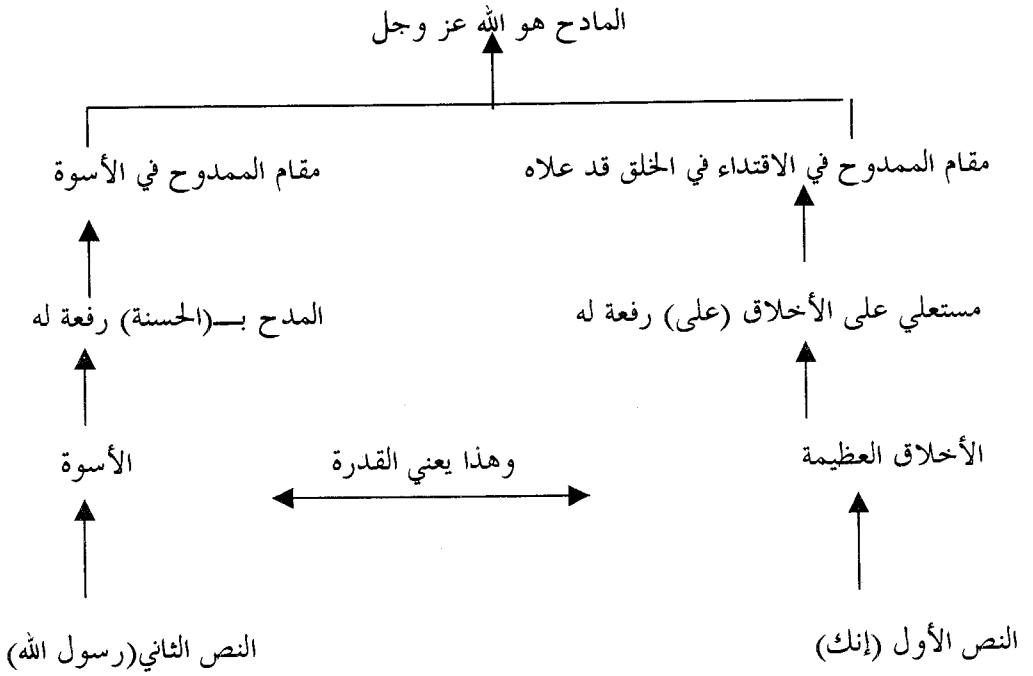 المادح هو الله عز وجل
مقام الممدوح في الاقتداء في الخلق قد علاه
مقام الممدوح في الأسوة
مستعلي على الأخلاق (على) رفعة له
المدح بــ(الحسنة) رفعة له
الأخلاق العظيمة
وهذا يعني القدرة
الأسوة
النص الأول (إنك)
النص الثاني(رسول الله)